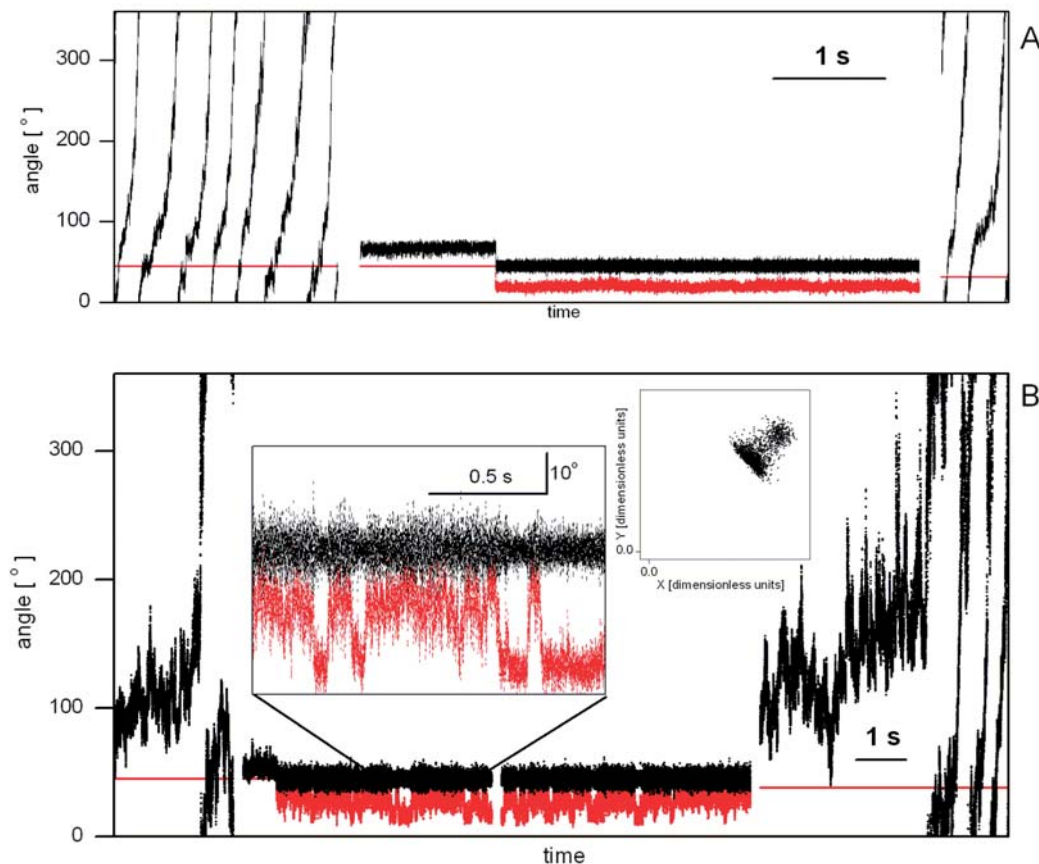 A
300
200
100
0
angle [ ° ]
1 s
time
B
300
200
100
0
angle [ ° ]
0.5 s
10°
Y [dimensionless units]
0.0
0.0
X [dimensionless units]
1 s
time